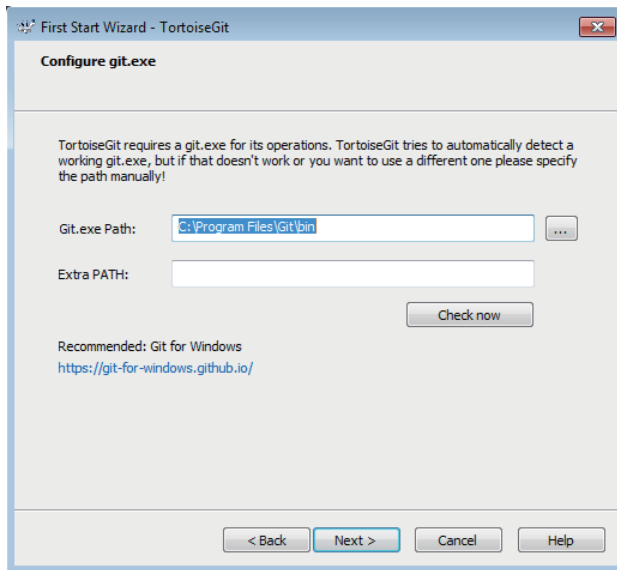 First Start Wizard - TortoiseGit
Configure git.exe
TortoiseGit requires a git.exe for its operations. TortoiseGit tries to automatically detect a
working git.exe, but if that doesn't work or you want to use a different one please specify
the path manually!
Git.exe Path: C:\Program Files\Git\bin ...
Extra PATH:
Check now
Recommended: Git for Windows
https://git-for-windows.github.io/
< Back Next > Cancel Help